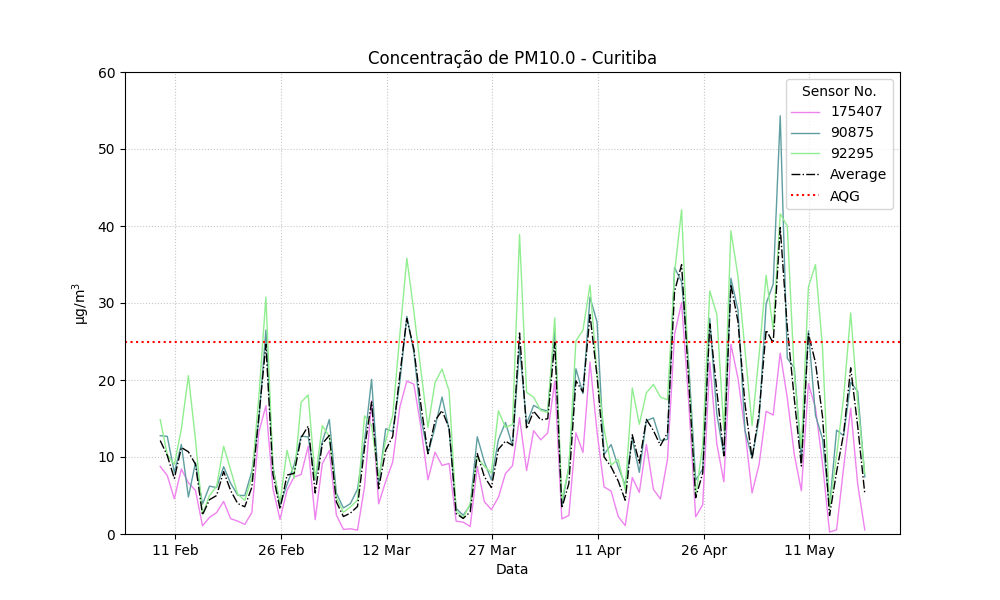 Concentração de PM10.0 - Curitiba
60
50
40
30
20
10
0
µg/m³
11 Feb
26 Feb
12 Mar
27 Mar
11 Apr
26 Apr
11 May
Data
Sensor No.
175407
90875
92295
Average
AQG